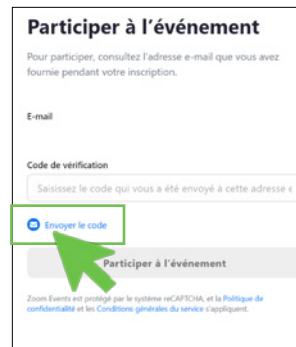 Participer à l'événement
Pour participer, consultez l'adresse e-mail que vous avez
fournie pendant votre inscription.
E-mail
Code de vérification
Saisissez le code qui vous a été envoyé à cette adresse e
Envoyer le code
Participer à l'événement
Zoom Events est protégé par le système reCAPTCHA, et la Politique de
confidentialité et les Conditions générales du service s'appliquent.